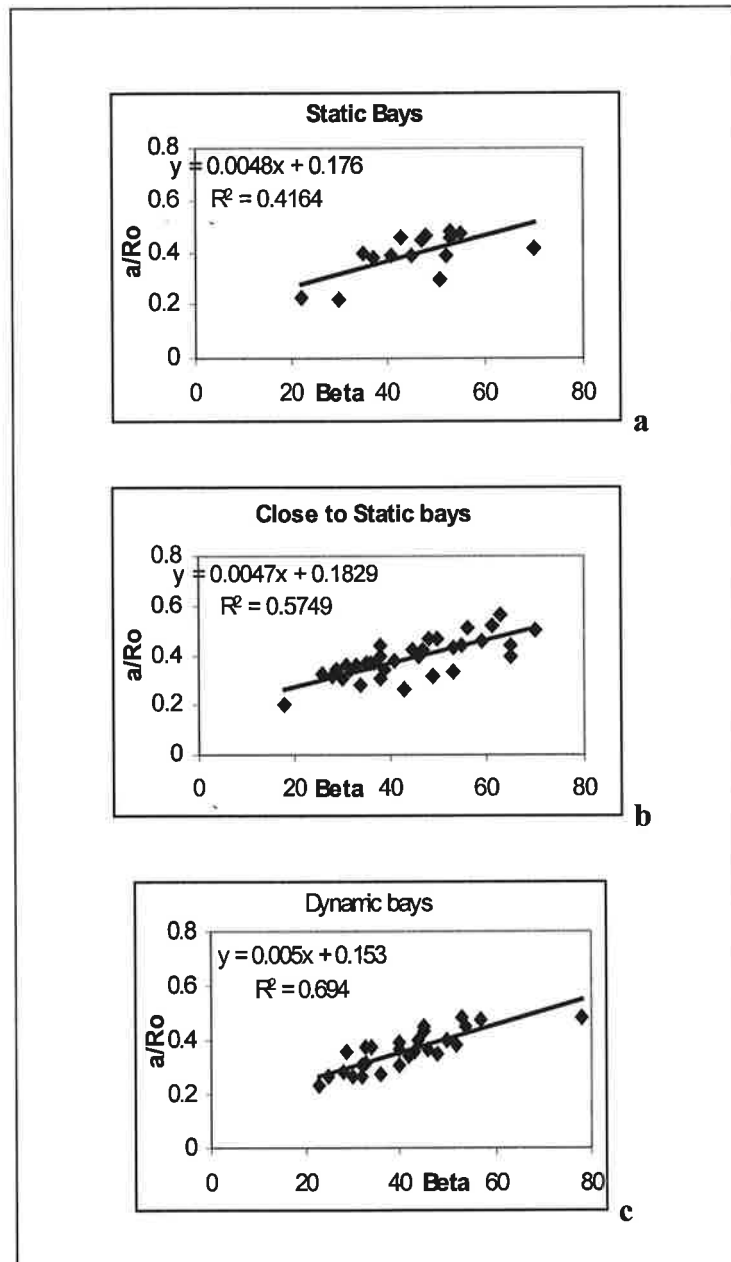 Static Bays
0.8
y = 0.0048x + 0.176
R² = 0.4164
0.6
0.4
0.2
0
a/Ro
0 20 Beta 40 60 80
a
Close to Static bays
0.8
y = 0.0047x + 0.1829
R² = 0.5749
0.6
0.4
0.2
0
a/Ro
0 20 Beta 40 60 80
b
Dynamic bays
0.8
y = 0.005x + 0.153
R² = 0.694
0.6
0.4
0.2
0
a/Ro
0 20 40 Beta 60 80
c